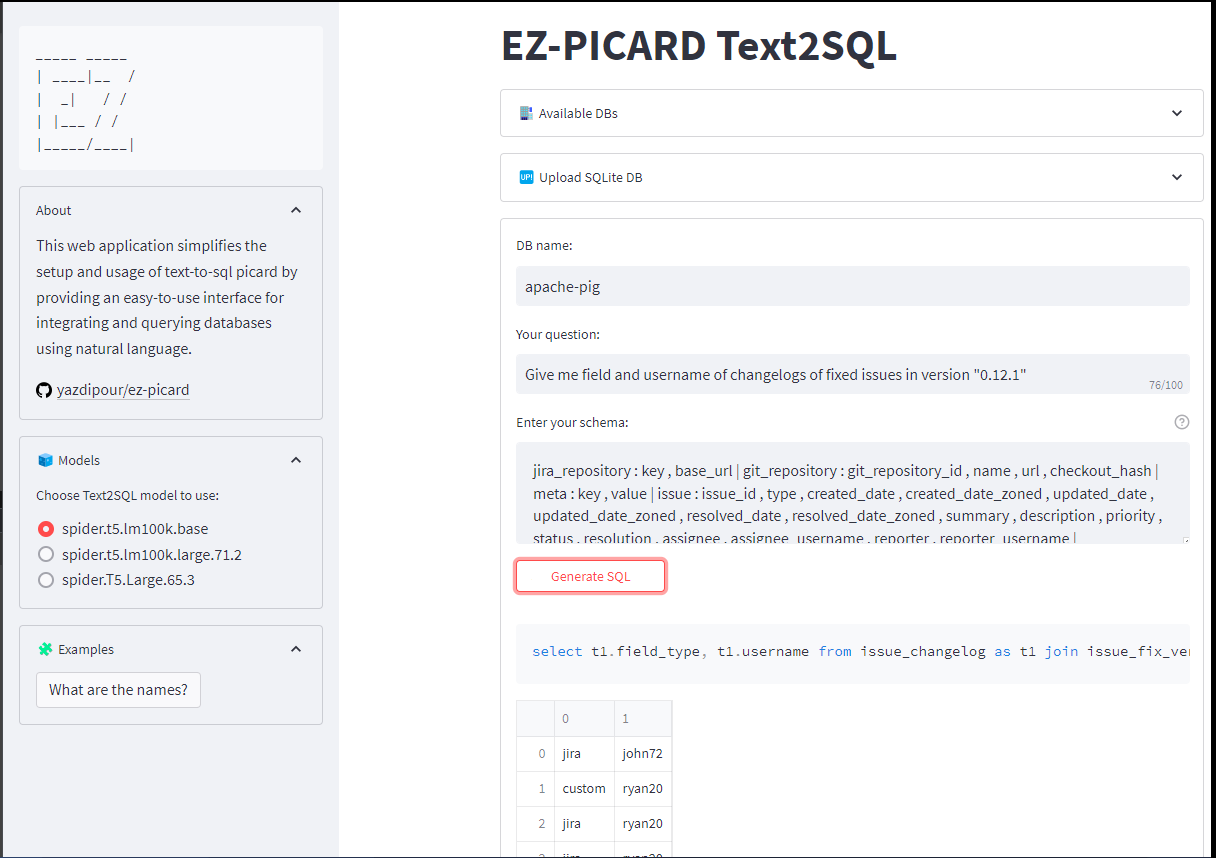 _____ _____
| ____|__  /
|  _|   / /
| |___ / /
|_____/____|
About
This web application simplifies the
setup and usage of text-to-sql picard by
providing an easy-to-use interface for
integrating and querying databases
using natural language.
yazdipour/ez-picard
Models
Choose Text2SQL model to use:
spider.t5.lm100k.base
spider.t5.lm100k.large.71.2
spider.T5.Large.65.3
Examples
What are the names?
EZ-PICARD Text2SQL
Available DBs
UP! Upload SQLite DB
DB name:
apache-pig
Your question:
Give me field and username of changelogs of fixed issues in version "0.12.1"
76/100
Enter your schema:
jira_repository : key , base_url | git_repository : git_repository_id , name , url , checkout_hash |
meta : key , value | issue : issue_id , type , created_date , created_date_zoned , updated_date ,
updated_date_zoned , resolved_date , resolved_date_zoned , summary , description , priority ,
status , resolution , assignee , assignee_username , reporter , reporter_username |
Generate SQL
select t1.field_type, t1.username from issue_changelog as t1 join issue_fix_ve
0 1
0 jira john72
1 custom ryan20
2 jira ryan20
jira ryan20